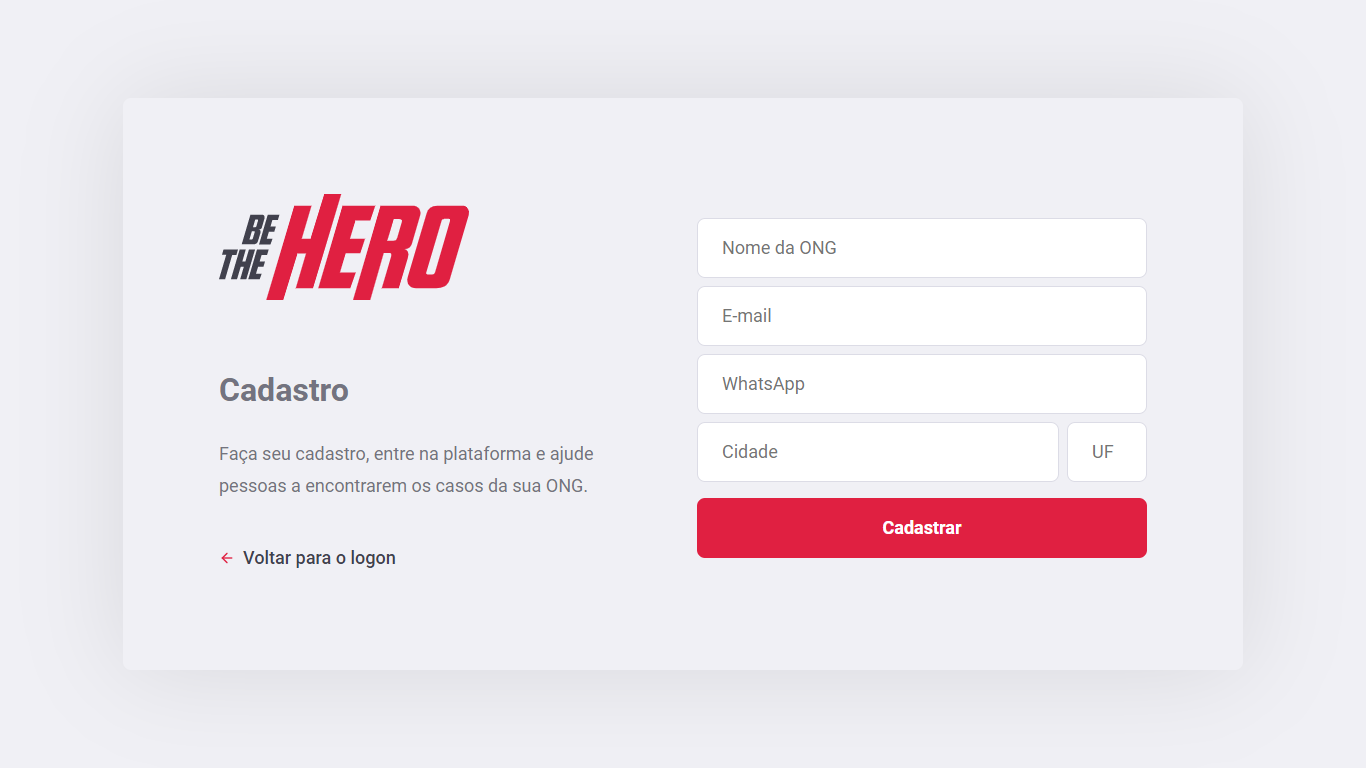 BE
THE HERO
Cadastro
Faça seu cadastro, entre na plataforma e ajude
pessoas a encontrarem os casos da sua ONG.
Voltar para o logon
Nome da ONG
E-mail
WhatsApp
Cidade UF
Cadastrar